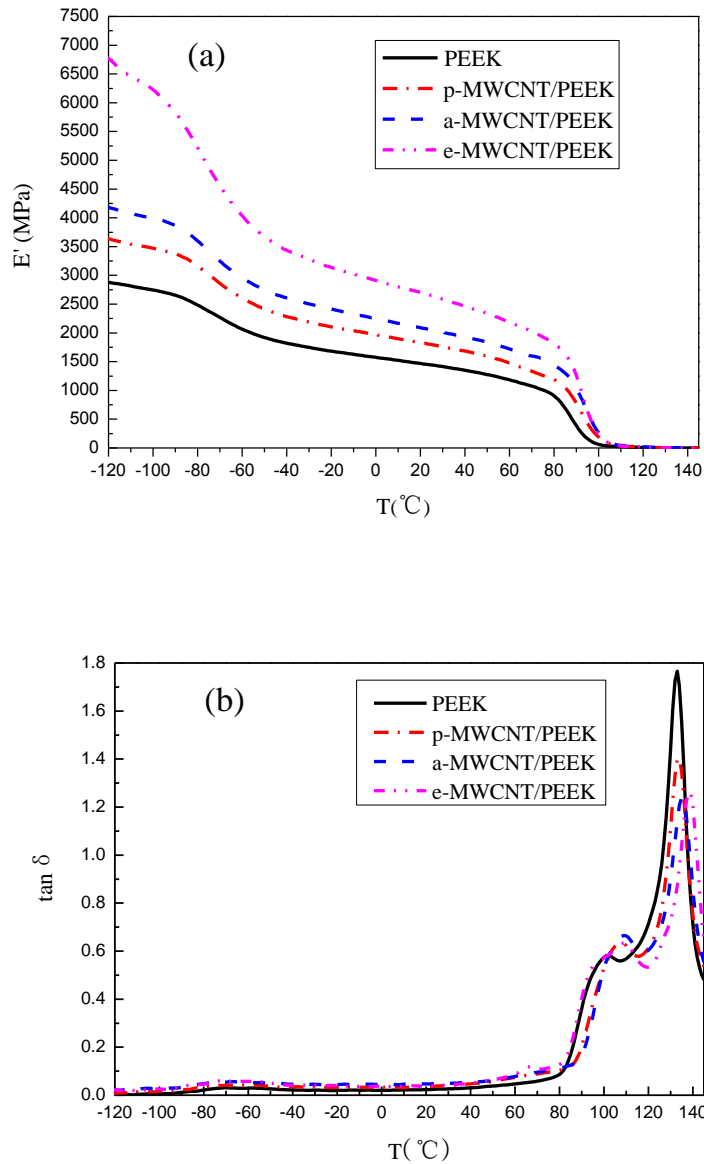 (a)
PEEK
p-MWCNT/PEEK
a-MWCNT/PEEK
e-MWCNT/PEEK
E' (MPa)
7500
7000
6500
6000
5500
5000
4500
4000
3500
3000
2500
2000
1500
1000
500
0
-120 -100 -80 -60 -40 -20 0 20 40 60 80 100 120 140
T(℃)
(b)
PEEK
p-MWCNT/PEEK
a-MWCNT/PEEK
e-MWCNT/PEEK
tan δ
1.8
1.6
1.4
1.2
1.0
0.8
0.6
0.4
0.2
0.0
-120 -100 -80 -60 -40 -20 0 20 40 60 80 100 120 140
T(℃)